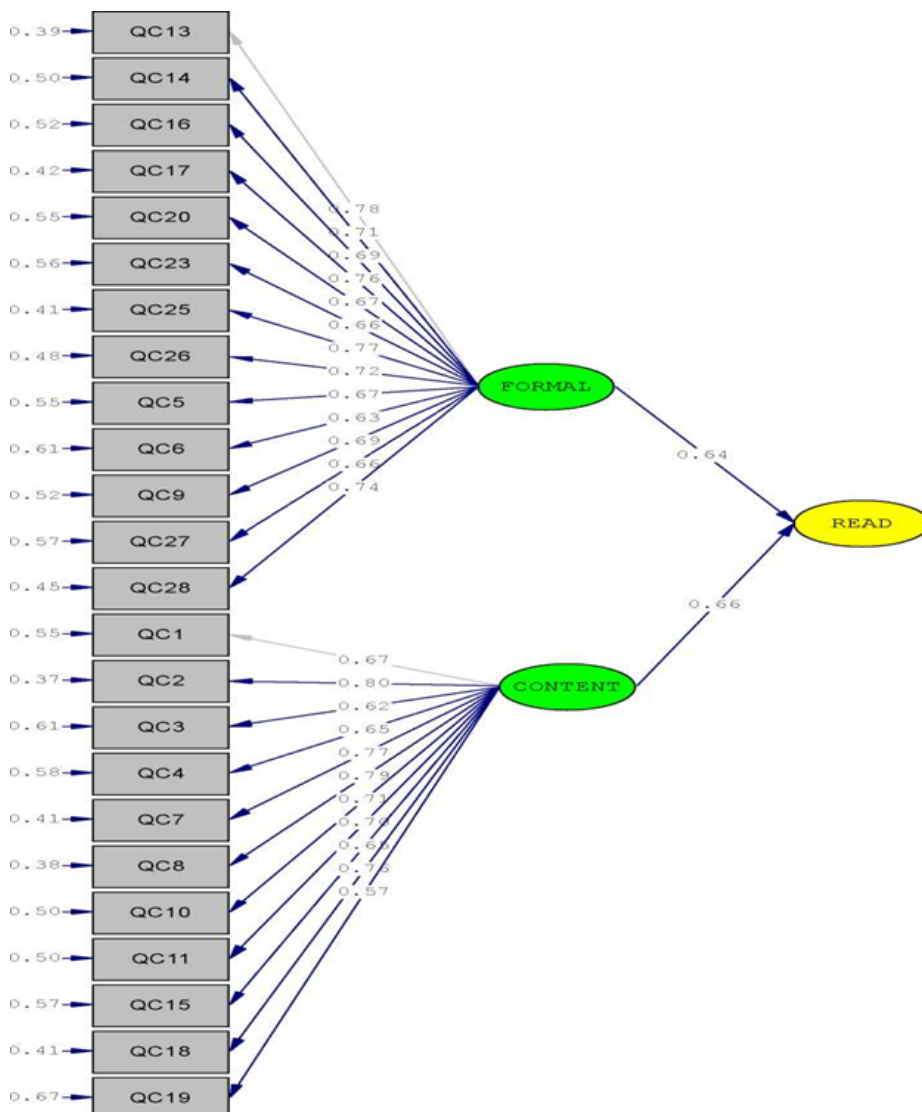 0.39 QC13
0.50 QC14
0.52 QC16
0.42 QC17
0.55 QC20
0.56 QC23
0.41 QC25
0.48 QC26
0.55 QC5
0.61 QC6
0.52 QC9
0.57 QC27
0.45 QC28
0.55 QC1
0.37 QC2
0.61 QC3
0.58 QC4
0.41 QC7
0.38 QC8
0.50 QC10
0.50 QC11
0.57 QC15
0.41 QC18
0.67 QC19
0.78
0.71
0.69
0.76
0.67
0.66
0.77
0.72
0.67
0.63
0.69
0.66
0.74
0.67
0.80
0.62
0.65
0.77
0.79
0.71
0.70
0.65
0.76
0.57
FORMAL
CONTENT
0.64
0.66
READ